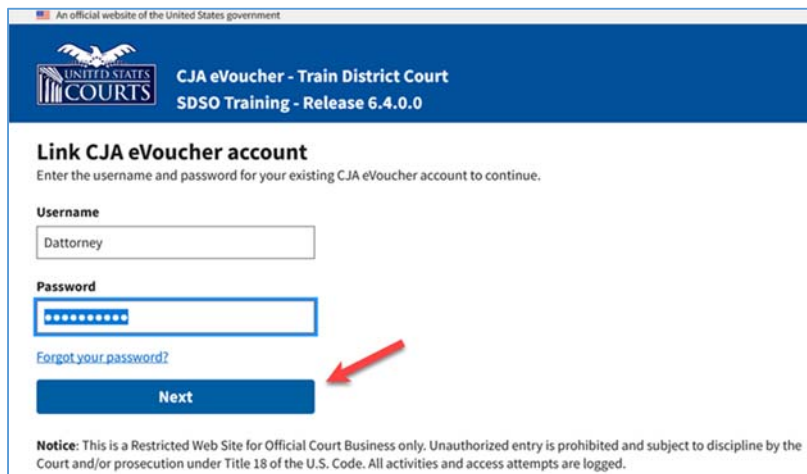 An official website of the United States government
UNITED STATES
COURTS
CJA eVoucher - Train District Court
SDSO Training - Release 6.4.0.0
Link CJA eVoucher account
Enter the username and password for your existing CJA eVoucher account to continue.
Username
Dattorney
Password
••••••••••
Forgot your password?
Next
Notice: This is a Restricted Web Site for Official Court Business only. Unauthorized entry is prohibited and subject to discipline by the
Court and/or prosecution under Title 18 of the U.S. Code. All activities and access attempts are logged.